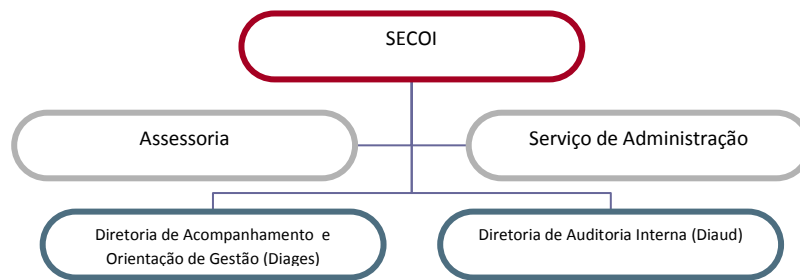 SECOI
Assessoria
Serviço de Administração
Diretoria de Acompanhamento e
Orientação de Gestão (Diages)
Diretoria de Auditoria Interna (Diaud)